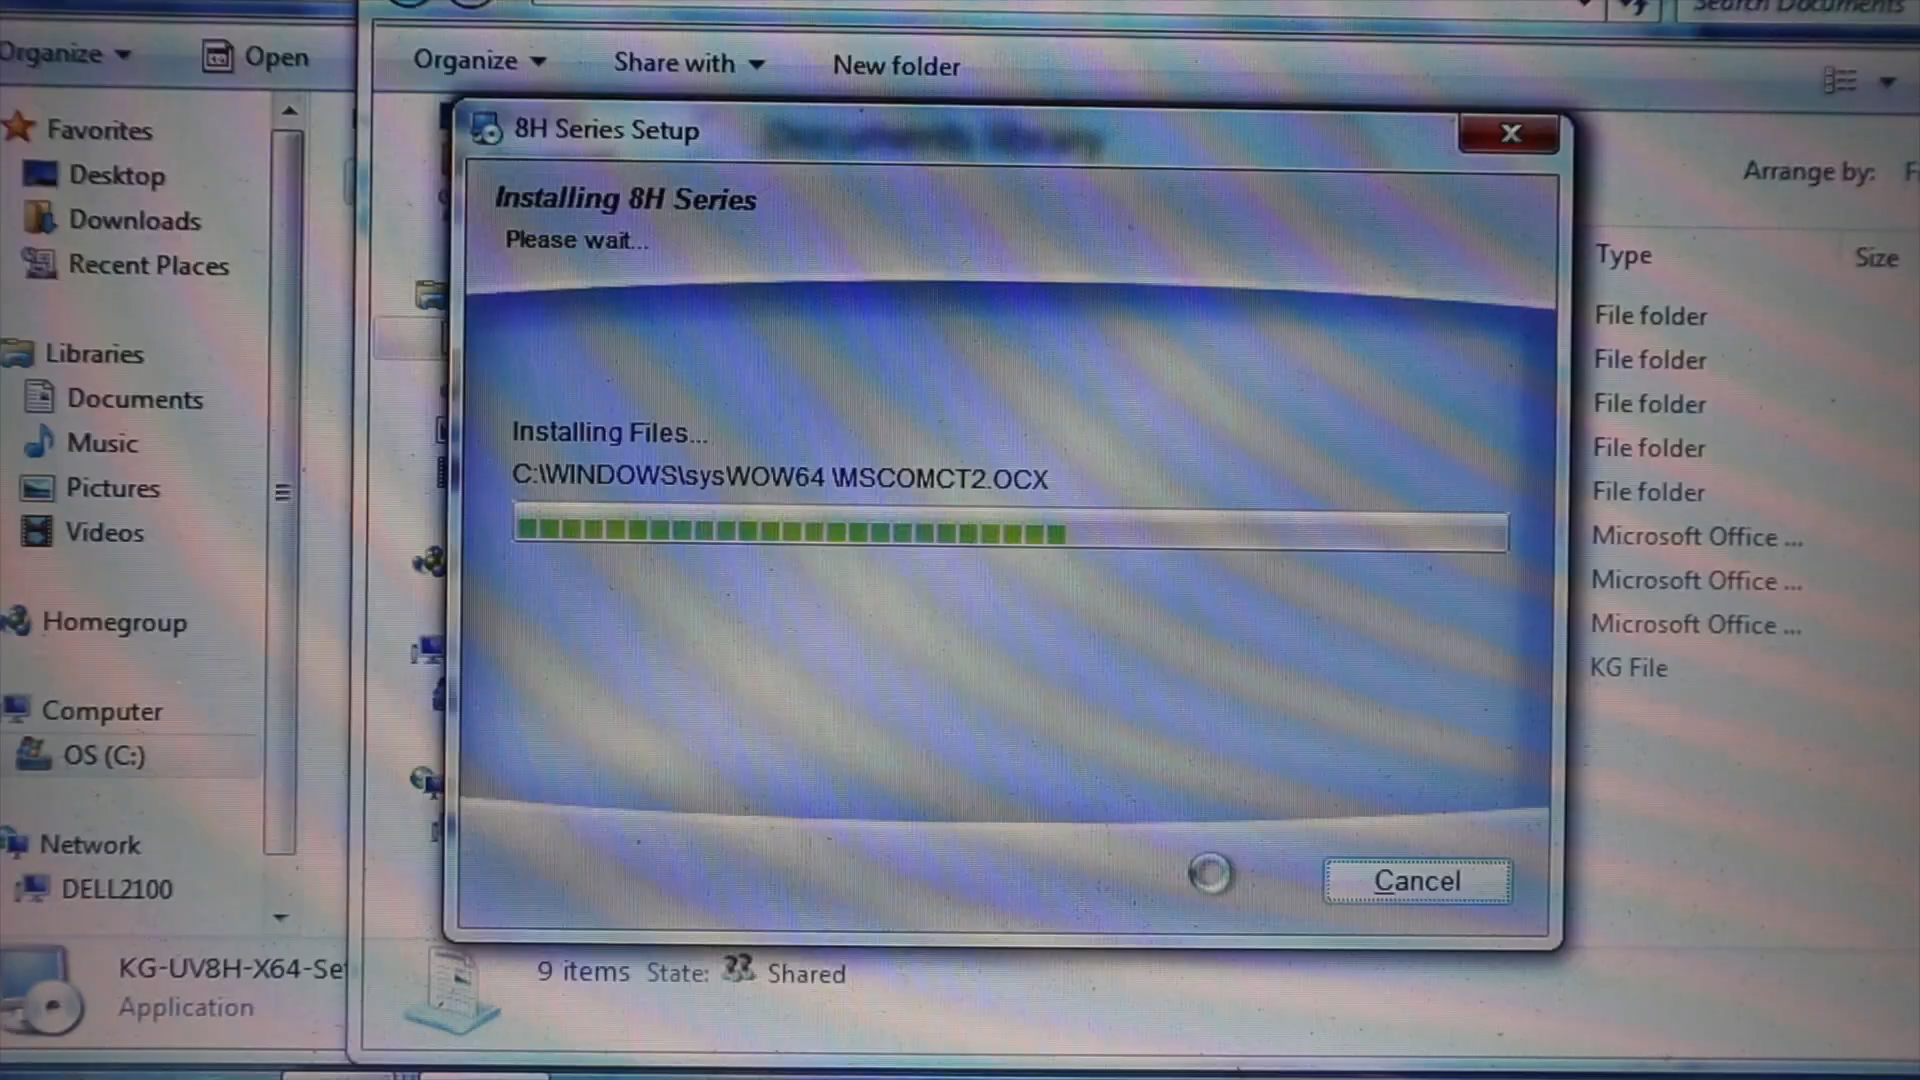 Search Documents
Organize
Open
Organize
Share with
New folder
Favorites
Desktop
Downloads
Recent Places
Libraries
Documents
Music
Pictures
Videos
Homegroup
Computer
OS (C:)
Network
DELL2100
KG-UV8H-X64-Se
Application
8H Series Setup
X
Installing 8H Series
Please wait...
Installing Files...
C:\WINDOWS\sysWOW64 \MSCOMCT2.OCX
Cancel
Arrange by:
Type
Size
File folder
File folder
File folder
File folder
File folder
Microsoft Office ...
Microsoft Office ...
Microsoft Office ...
KG File
9 items State: Shared